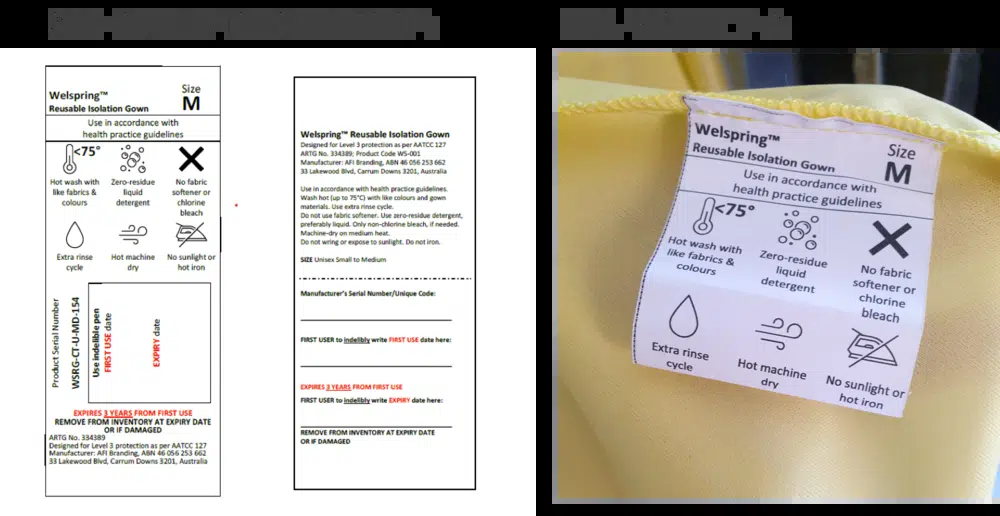 Welspring™
Reusable Isolation Gown
Size
M
Use in accordance with
health practice guidelines
<75°
Hot wash with
like fabrics &
colours
Zero-residue
liquid
detergent
No fabric
softener or
chlorine
bleach
Extra rinse
cycle
Hot machine
dry
No sunlight or
hot iron
Product Serial Number
WSRG-CT-U-MD-154
Use indelible pen
FIRST USE date
EXPIRY date
EXPIRES 3 YEARS FROM FIRST USE
REMOVE FROM INVENTORY AT EXPIRY DATE
OR IF DAMAGED
ARTG No. 334389
Designed for Level 3 protection as per AATCC 127
Manufacturer: AFI Branding, ABN 46 056 253 662
33 Lakewood Blvd, Carrum Downs 3201, Australia
Welspring™ Reusable Isolation Gown
Designed for Level 3 protection as per AATCC 127
ARTG No. 334389; Product Code WS-001
Manufacturer: AFI Branding, ABN 46 056 253 662
33 Lakewood Blvd, Carrum Downs 3201, Australia
Use in accordance with health practice guidelines.
Wash hot (up to 75°C) with like colours and gown
materials. Use extra rinse cycle.
Do not use fabric softener. Use zero-residue detergent,
preferably liquid. Only non-chlorine bleach, if needed.
Machine-dry on medium heat.
Do not wring or expose to sunlight. Do not iron.
SIZE Unisex Small to Medium
Manufacturer's Serial Number/Unique Code:
FIRST USER to indelibly write FIRST USE date here:
EXPIRES 3 YEARS FROM FIRST USE
FIRST USER to indelibly write EXPIRY date here:
REMOVE FROM INVENTORY AT EXPIRY DATE
OR IF DAMAGED
Welspring™
Reusable Isolation Gown
Size
M
Use in accordance with
health practice guidelines
<75°
Hot wash with
like fabrics &
colours
Zero-residue
liquid
detergent
No fabric
softener or
chlorine
bleach
Extra rinse
cycle
Hot machine
dry
No sunlight or
hot iron